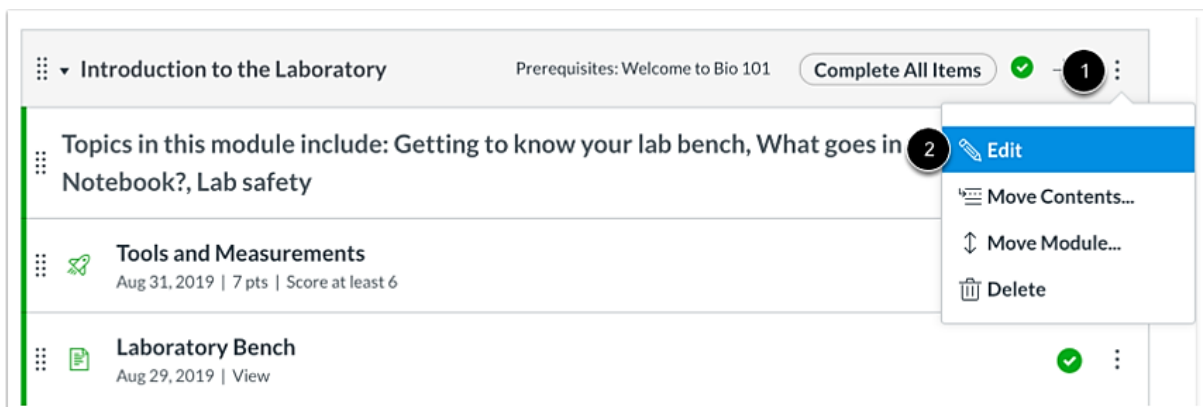 Introduction to the Laboratory
Prerequisites: Welcome to Bio 101
Complete All Items
1
Topics in this module include: Getting to know your lab bench, What goes in
Notebook?, Lab safety
2
Edit
Move Contents...
Move Module...
Delete
Tools and Measurements
Aug 31, 2019 | 7 pts | Score at least 6
Laboratory Bench
Aug 29, 2019 | View